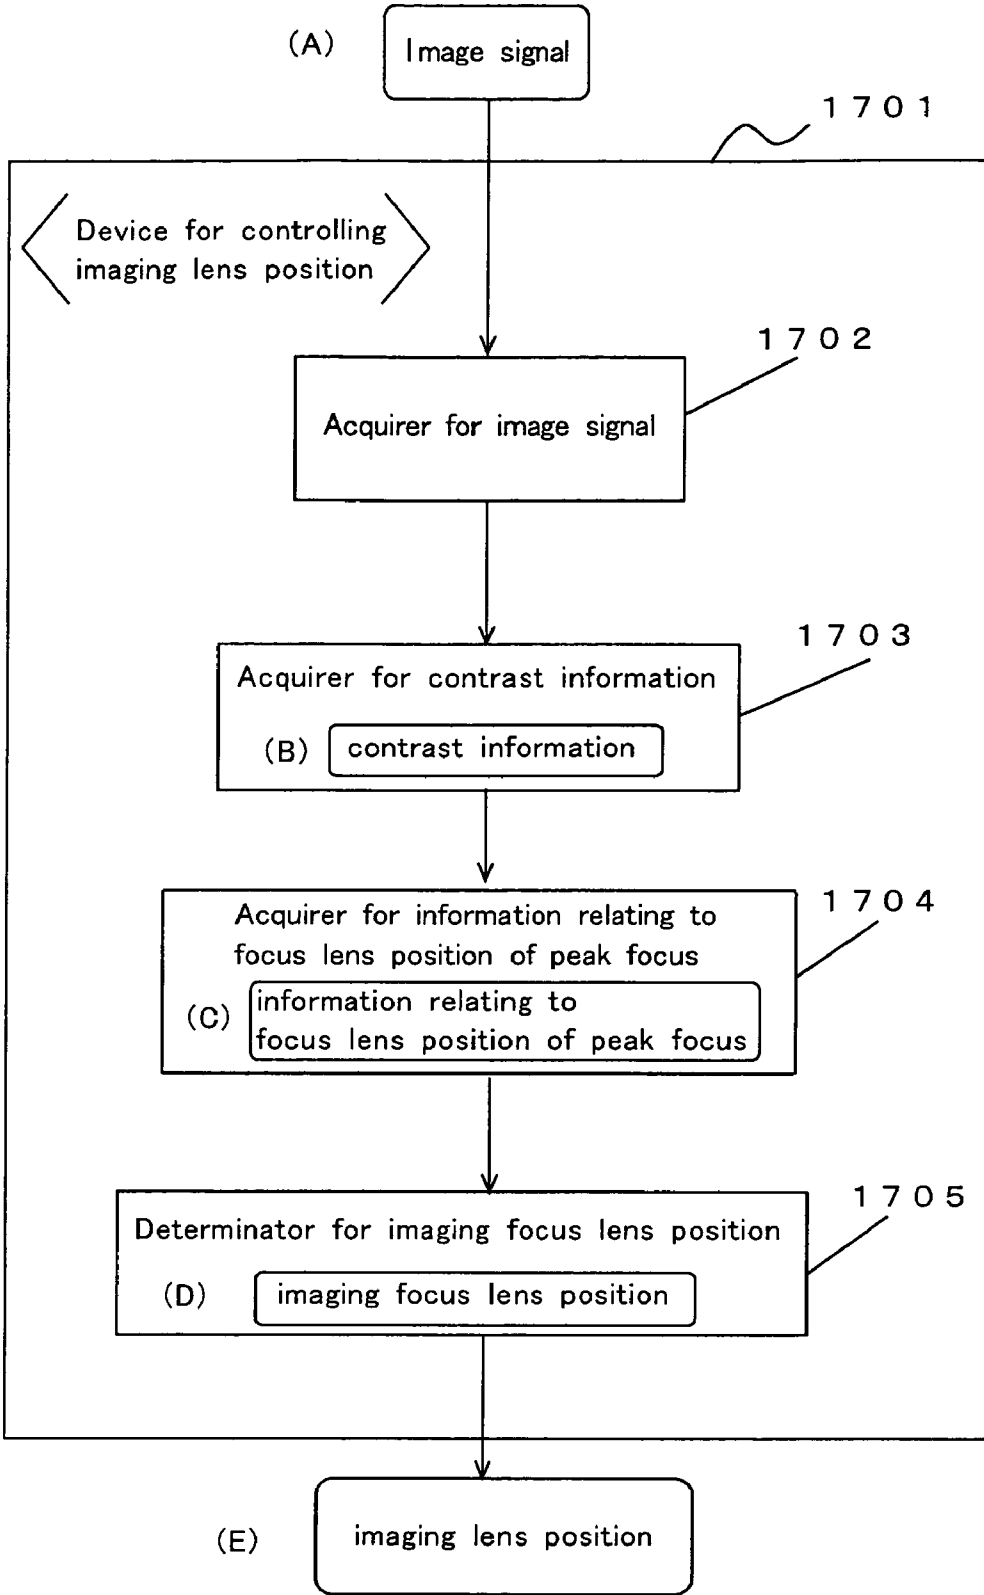 (A)
Image signal
1701
Device for controlling
imaging lens position
1702
Acquirer for image signal
1703
Acquirer for contrast information
(B)
contrast information
1704
Acquirer for information relating to
focus lens position of peak focus
(C)
information relating to
focus lens position of peak focus
1705
Determinator for imaging focus lens position
(D)
imaging focus lens position
(E)
imaging lens position